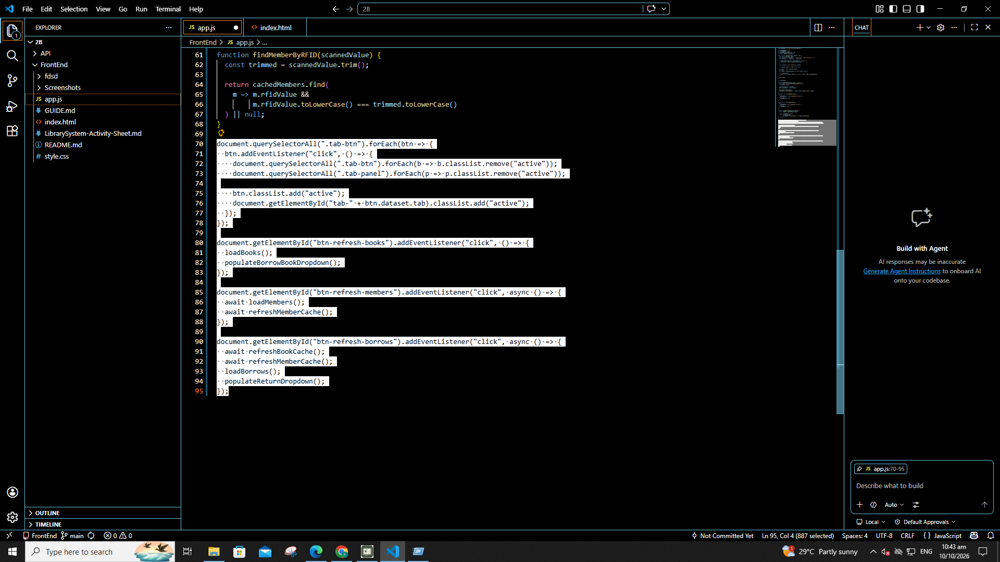 File Edit Selection View Go Run Terminal Help
2B
EXPLORER
JS app.js
<> index.html
CHAT
2B
FrontEnd > JS app.js > ...
API
FrontEnd
fdsd
Screenshots
JS app.js
GUIDE.md
<> index.html
LibrarySystem-Activity-Sheet.md
README.md
# style.css
61 function findMemberByRFID(scannedValue) {
62 const trimmed = scannedValue.trim();
63
64 return cachedMembers.find(
65 m => m.rfidValue &&
66 m.rfidValue.toLowerCase() === trimmed.toLowerCase()
67 ) || null;
68 }
69
70 document.querySelectorAll(".tab-btn").forEach(btn => {
71 btn.addEventListener("click", () => {
72 document.querySelectorAll(".tab-btn").forEach(b => b.classList.remove("active"));
73 document.querySelectorAll(".tab-panel").forEach(p => p.classList.remove("active"));
74
75 btn.classList.add("active");
76 document.getElementById("tab-" + btn.dataset.tab).classList.add("active");
77 });
78 });
79
80 document.getElementById("btn-refresh-books").addEventListener("click", () => {
81 loadBooks();
82 populateBorrowBookDropdown();
83 });
84
85 document.getElementById("btn-refresh-members").addEventListener("click", async () => {
86 await loadMembers();
87 await refreshMemberCache();
88 });
89
90 document.getElementById("btn-refresh-borrows").addEventListener("click", async () => {
91 await refreshBookCache();
92 await refreshMemberCache();
93 loadBorrows();
94 populateReturnDropdown();
95 });
Build with Agent
AI responses may be inaccurate
Generate Agent Instructions to onboard AI
onto your codebase.
JS app.js:70-95
Describe what to build
Auto
Local
Default Approvals
OUTLINE
TIMELINE
FrontEnd main 0 0
Not Committed Yet Ln 95, Col 4 (887 selected) Spaces: 4 UTF-8 CRLF {} JavaScript
Type here to search
29°C Partly sunny
ENG
10:43 am
10/10/2026